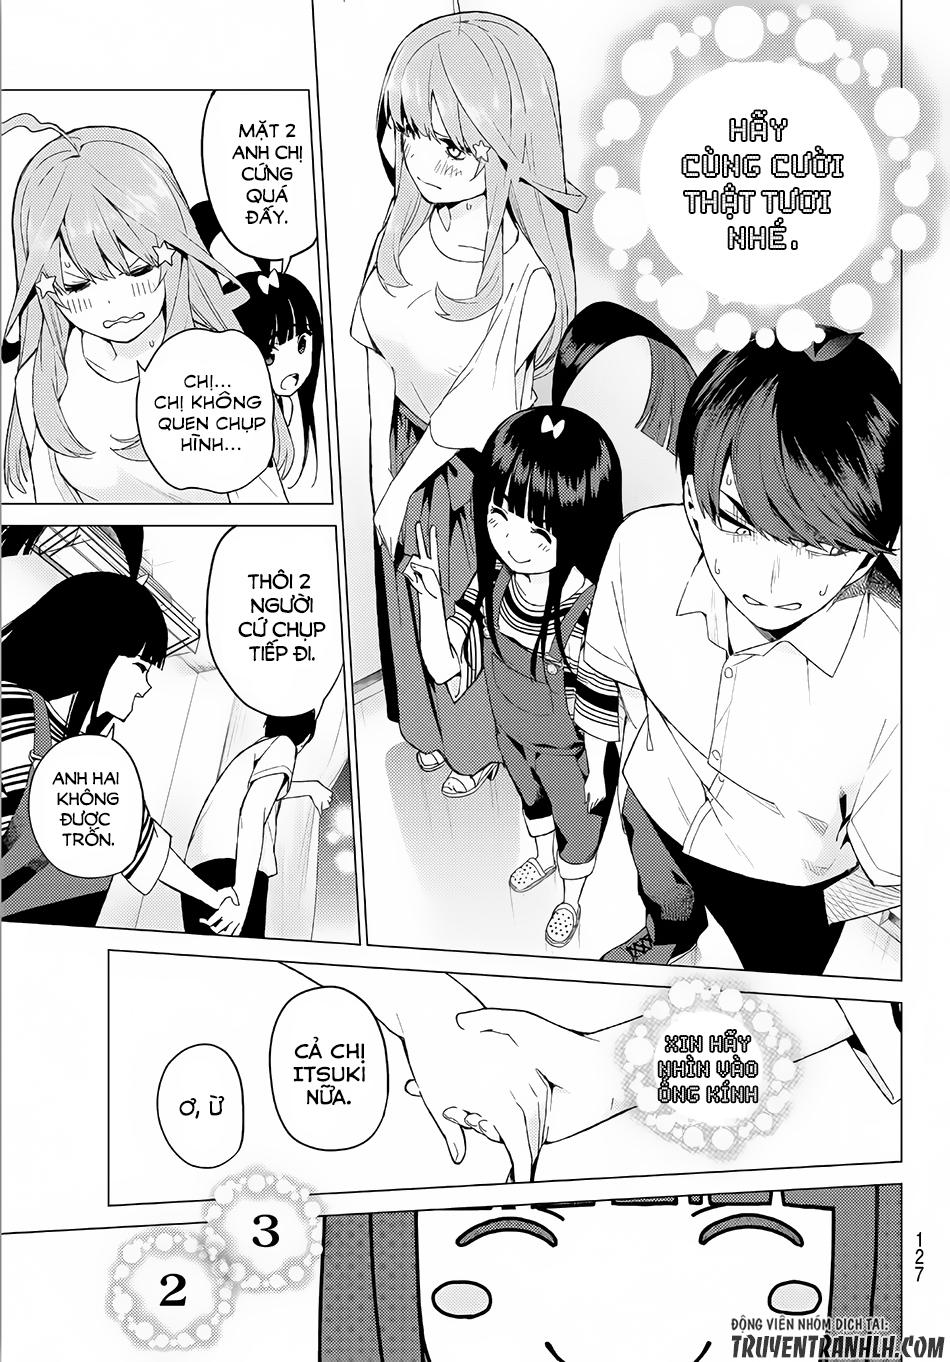 HÃY
CÙNG CƯỜI
THẬT TƯƠI
NHÉ.
MẶT 2
ANH CHỊ
CỨNG
QUÁ
ĐẤY.
CHỊ...
CHỊ KHÔNG
QUEN CHỤP
HÌNH...
THÔI 2
NGƯỜI
CỨ CHỤP
TIẾP ĐI.
ANH HAI
KHÔNG
ĐƯỢC
TRỐN.
XIN HÃY
NHÌN VÀO
ỐNG KÍNH
CẢ CHỊ
ITSUKI
NỮA.
Ơ, Ừ
3
2
127
ĐỘNG VIÊN NHÓM DỊCH TẠI:
TRUYENTRANHLH.COM